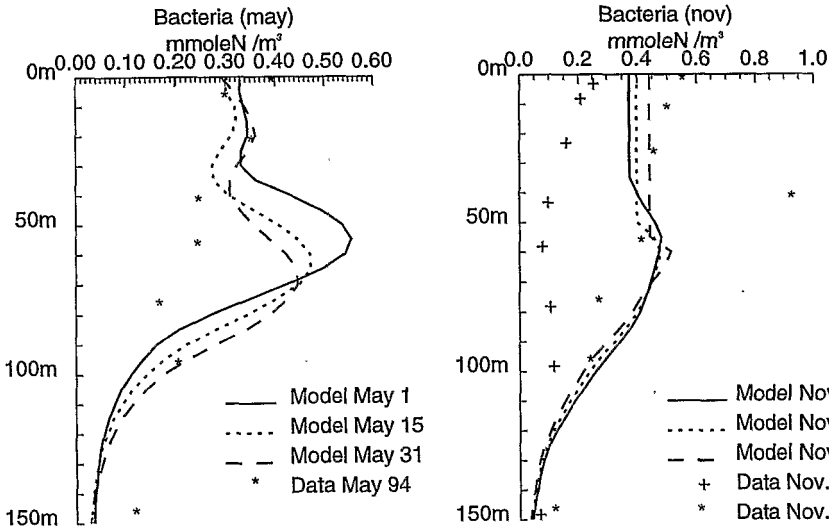 Bacteria (may)
mmoleN /m³
0.00 0.10 0.20 0.30 0.40 0.50 0.60
0m
50m
100m
150m
Model May 1
Model May 15
Model May 31
* Data May 94
Bacteria (nov)
mmoleN /m³
0.0 0.2 0.4 0.6 0.8 1.0
0m
50m
100m
150m
Model Nov
Model Nov
Model Nov
+ Data Nov.
* Data Nov.